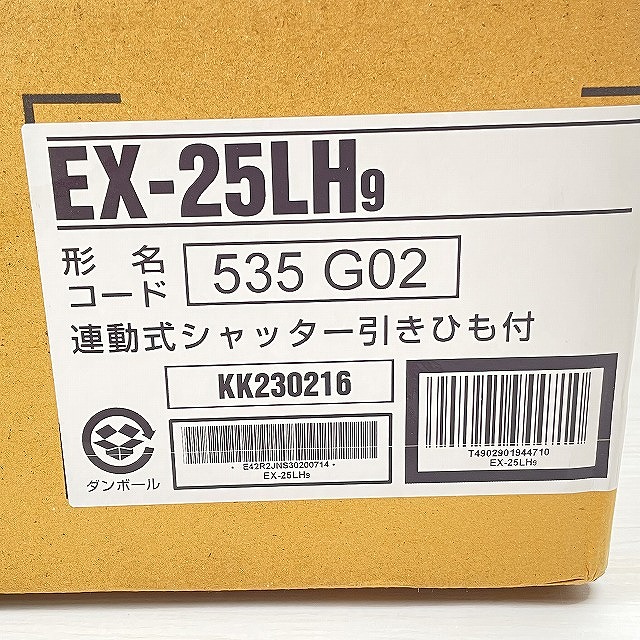 EX-25LH9
形 名
コード
535 G02
連動式シャッター引きひも付
KK230216
ダンボール
・E42R2JNS30200714・
EX-25LH9
T4902901944710
EX-25LH9